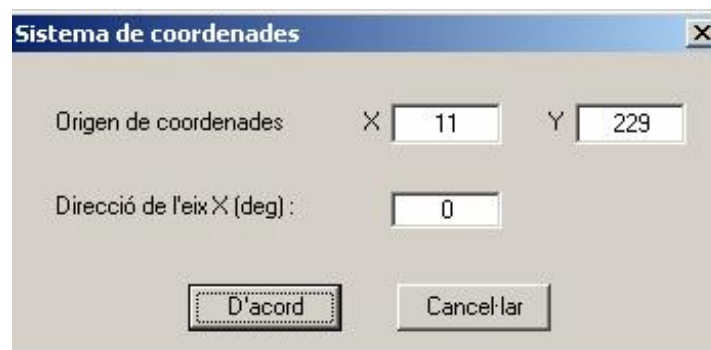 Sistema de coordenades
Origen de coordenades X 11 Y 229
Direcció de l'eix X (deg) : 0
D'acord Cancel·lar